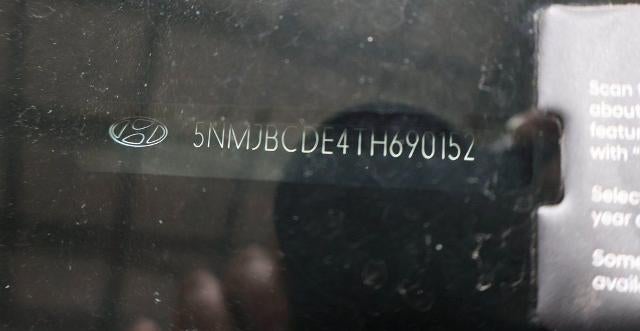 5NMJBCDE4TH690152
Scan
about
featu
with "
Selec
year
Some
avail